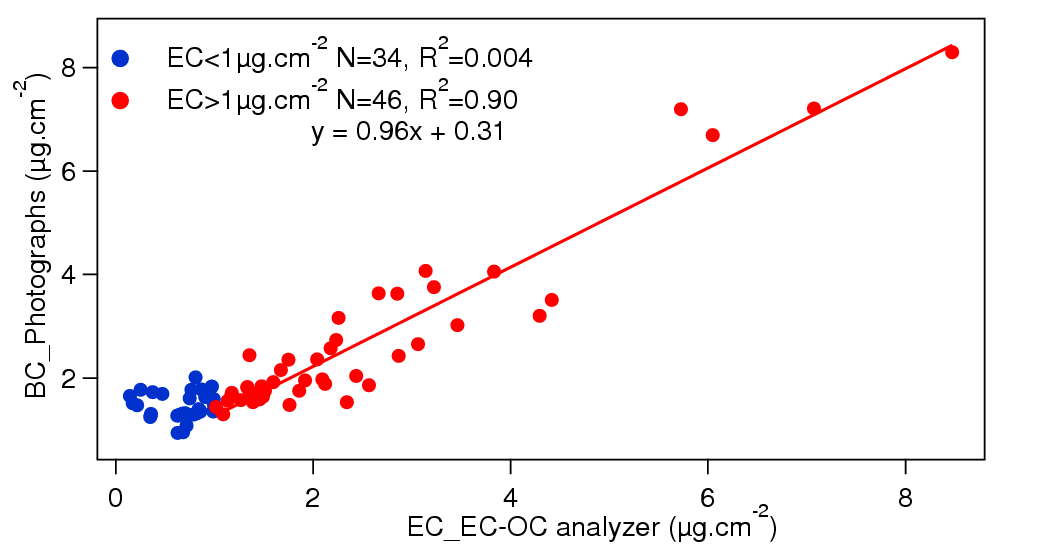 EC<1µg.cm⁻² N=34, R²=0.004
EC>1µg.cm⁻² N=46, R²=0.90
y = 0.96x + 0.31
BC_Photographs (µg.cm⁻²)
8
6
4
2
0 2 4 6 8
EC_EC-OC analyzer (µg.cm⁻²)